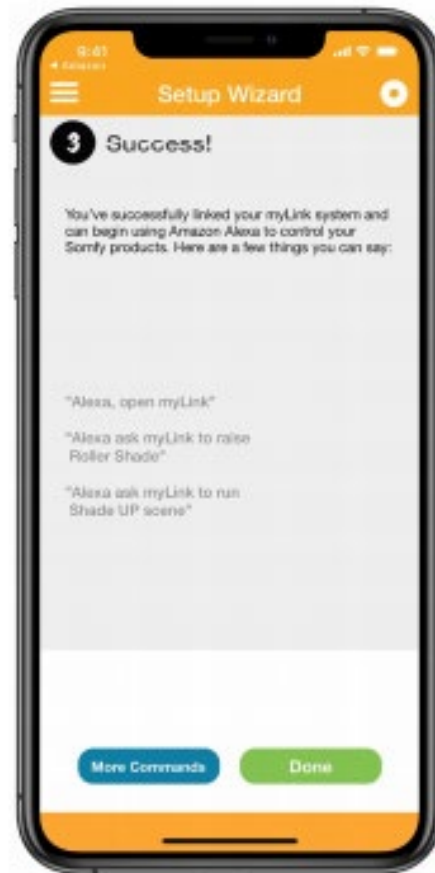 9:41
Amazon
Setup Wizard
3 Success!
You've successfully linked your myLink system and
can begin using Amazon Alexa to control your
Somfy products. Here are a few things you can say:
"Alexa, open myLink"
"Alexa ask myLink to raise
Roller Shade"
"Alexa ask myLink to run
Shade UP scene"
More Commands
Done